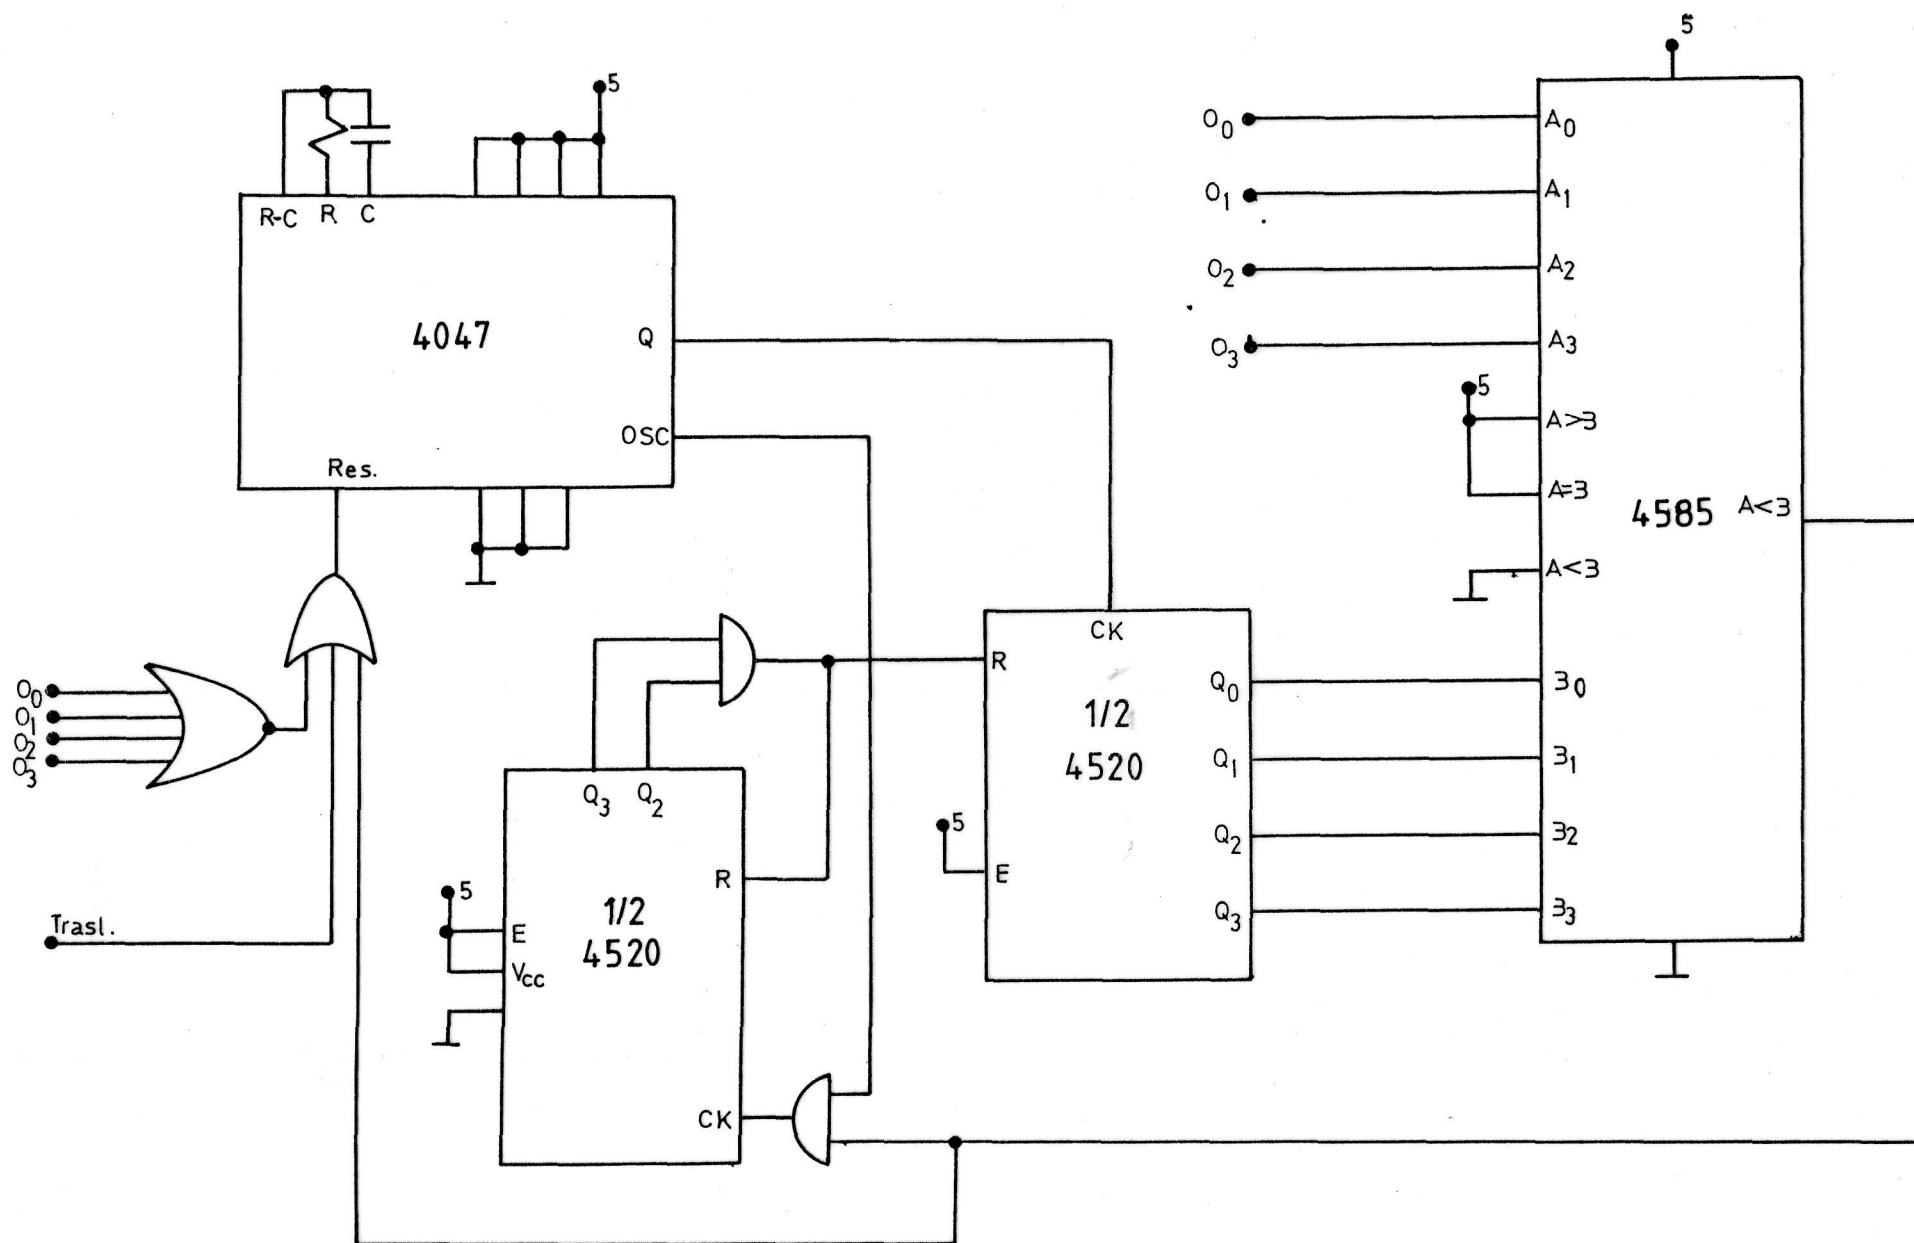 5
5
R-C R C
4047
Q
OSC
Res.
O0
O1
O2
O3
A0
A1
A2
A3
5
A>B
A=B
A<B
4585
A<B
B0
B1
B2
B3
CK
R
1/2
4520
5
E
Q0
Q1
Q2
Q3
O0
O1
O2
O3
Trasl.
Q3 Q2
R
5
E
Vcc
1/2
4520
CK